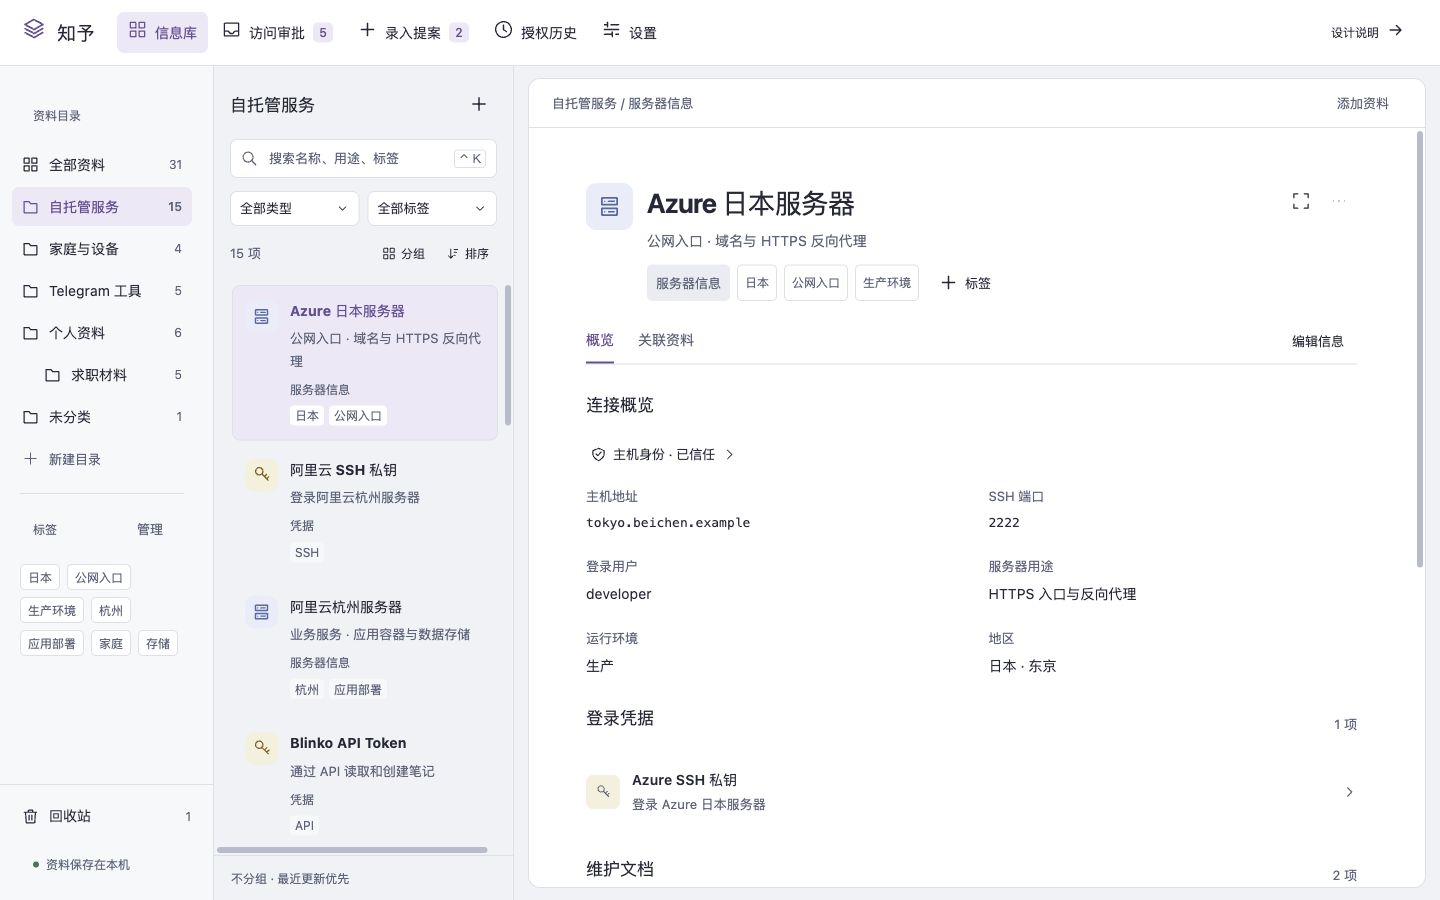 知予
信息库
访问审批 5
录入提案 2
授权历史
设置
设计说明
资料目录
全部资料 31
自托管服务 15
家庭与设备 4
Telegram 工具 5
个人资料 6
求职材料 5
未分类 1
新建目录
标签 管理
日本 公网入口
生产环境 杭州
应用部署 家庭 存储
回收站 1
资料保存在本机
自托管服务
搜索名称、用途、标签 ^ K
全部类型 全部标签
15 项 分组 排序
Azure 日本服务器
公网入口 · 域名与 HTTPS 反向代
理
服务器信息
日本 公网入口
阿里云 SSH 私钥
登录阿里云杭州服务器
凭据
SSH
阿里云杭州服务器
业务服务 · 应用容器与数据存储
服务器信息
杭州 应用部署
Blinko API Token
通过 API 读取和创建笔记
凭据
API
不分组 · 最近更新优先
自托管服务 / 服务器信息 添加资料
Azure 日本服务器
公网入口 · 域名与 HTTPS 反向代理
服务器信息 日本 公网入口 生产环境 标签
概览 关联资料 编辑信息
连接概览
主机身份 · 已信任
主机地址 SSH 端口
tokyo.beichen.example 2222
登录用户 服务器用途
developer HTTPS 入口与反向代理
运行环境 地区
生产 日本 · 东京
登录凭据 1 项
Azure SSH 私钥
登录 Azure 日本服务器
维护文档 2 项